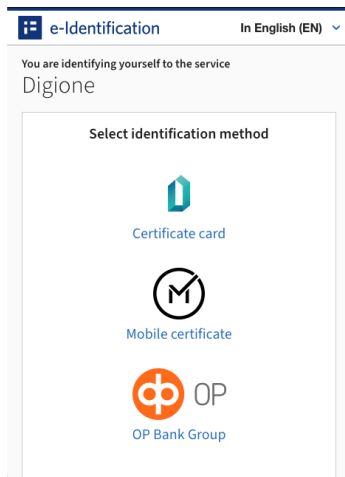 e-Identification
In English (EN)
You are identifying yourself to the service
Digione
Select identification method
Certificate card
M
Mobile certificate
op OP
OP Bank Group